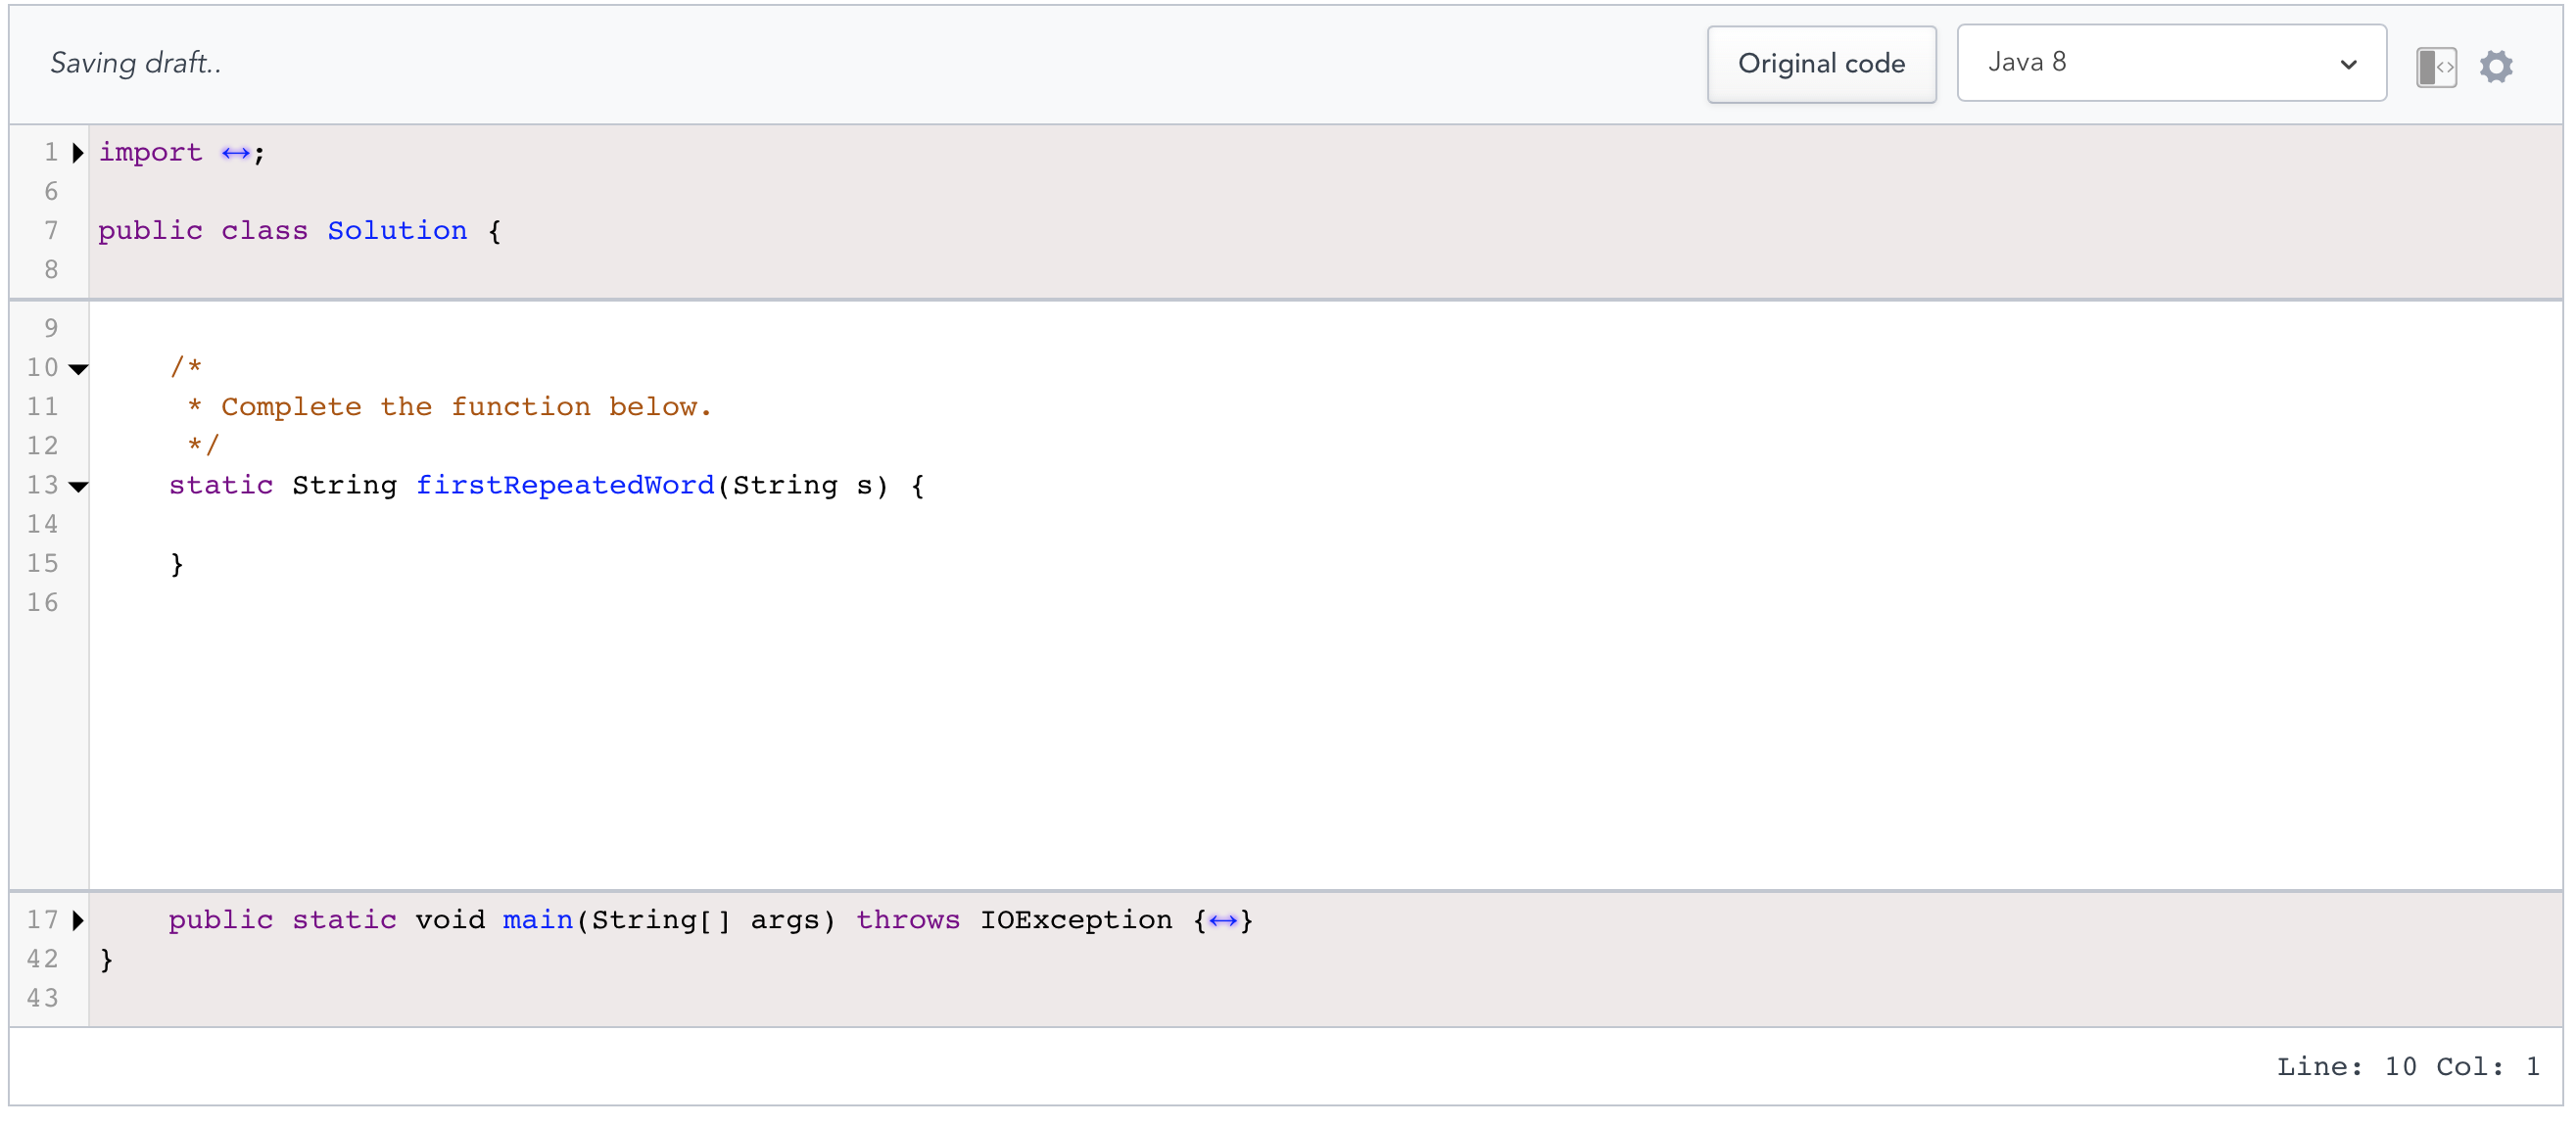 Saving draft..
Original code
Java 8
1 import ↔;
6
7 public class Solution {
8
9
10 /*
11 * Complete the function below.
12 */
13 static String firstRepeatedWord(String s) {
14
15 }
16
17 public static void main(String[] args) throws IOException {↔}
42 }
43
Line: 10 Col: 1